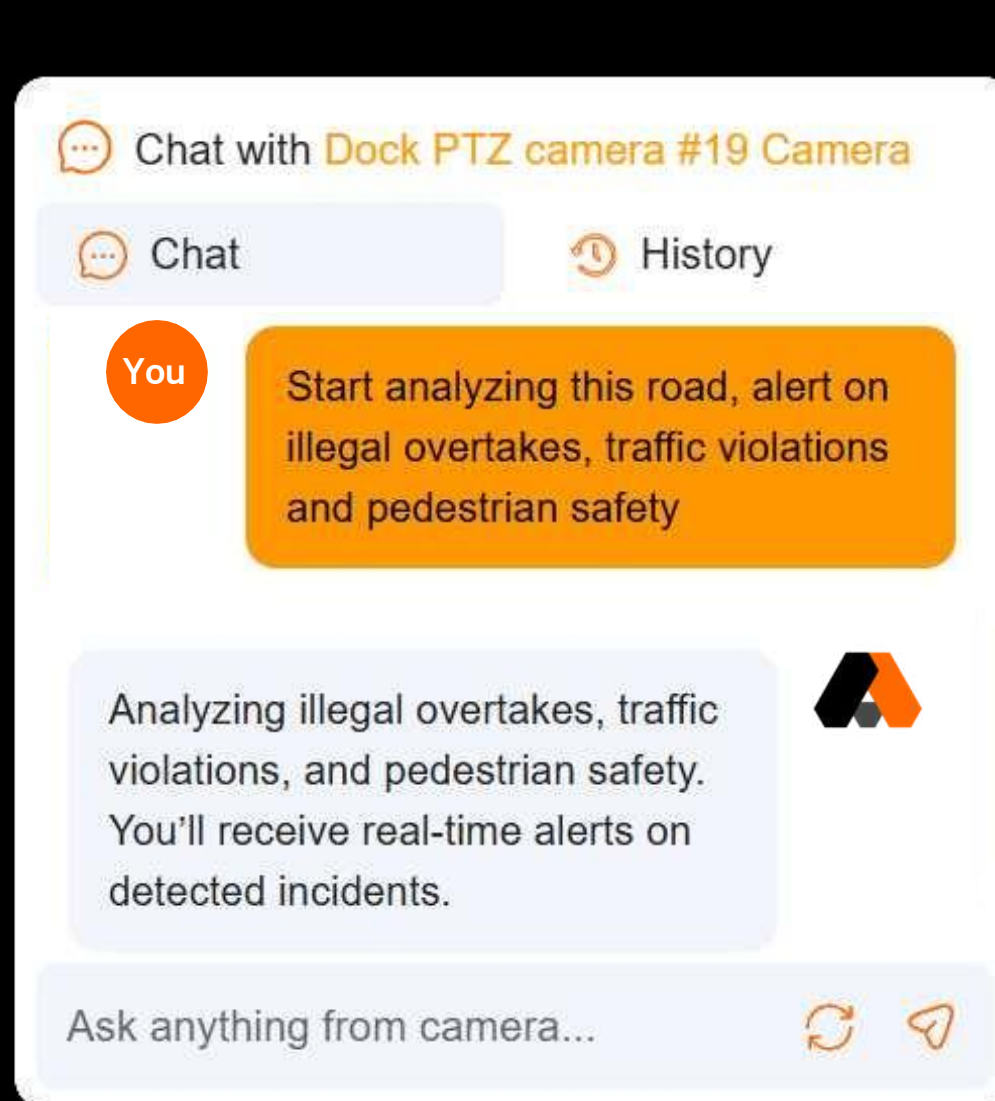 Chat with Dock PTZ camera #19 Camera
Chat
History
You
Start analyzing this road, alert on
illegal overtakes, traffic violations
and pedestrian safety
Analyzing illegal overtakes, traffic
violations, and pedestrian safety.
You’ll receive real-time alerts on
detected incidents.
Ask anything from camera...